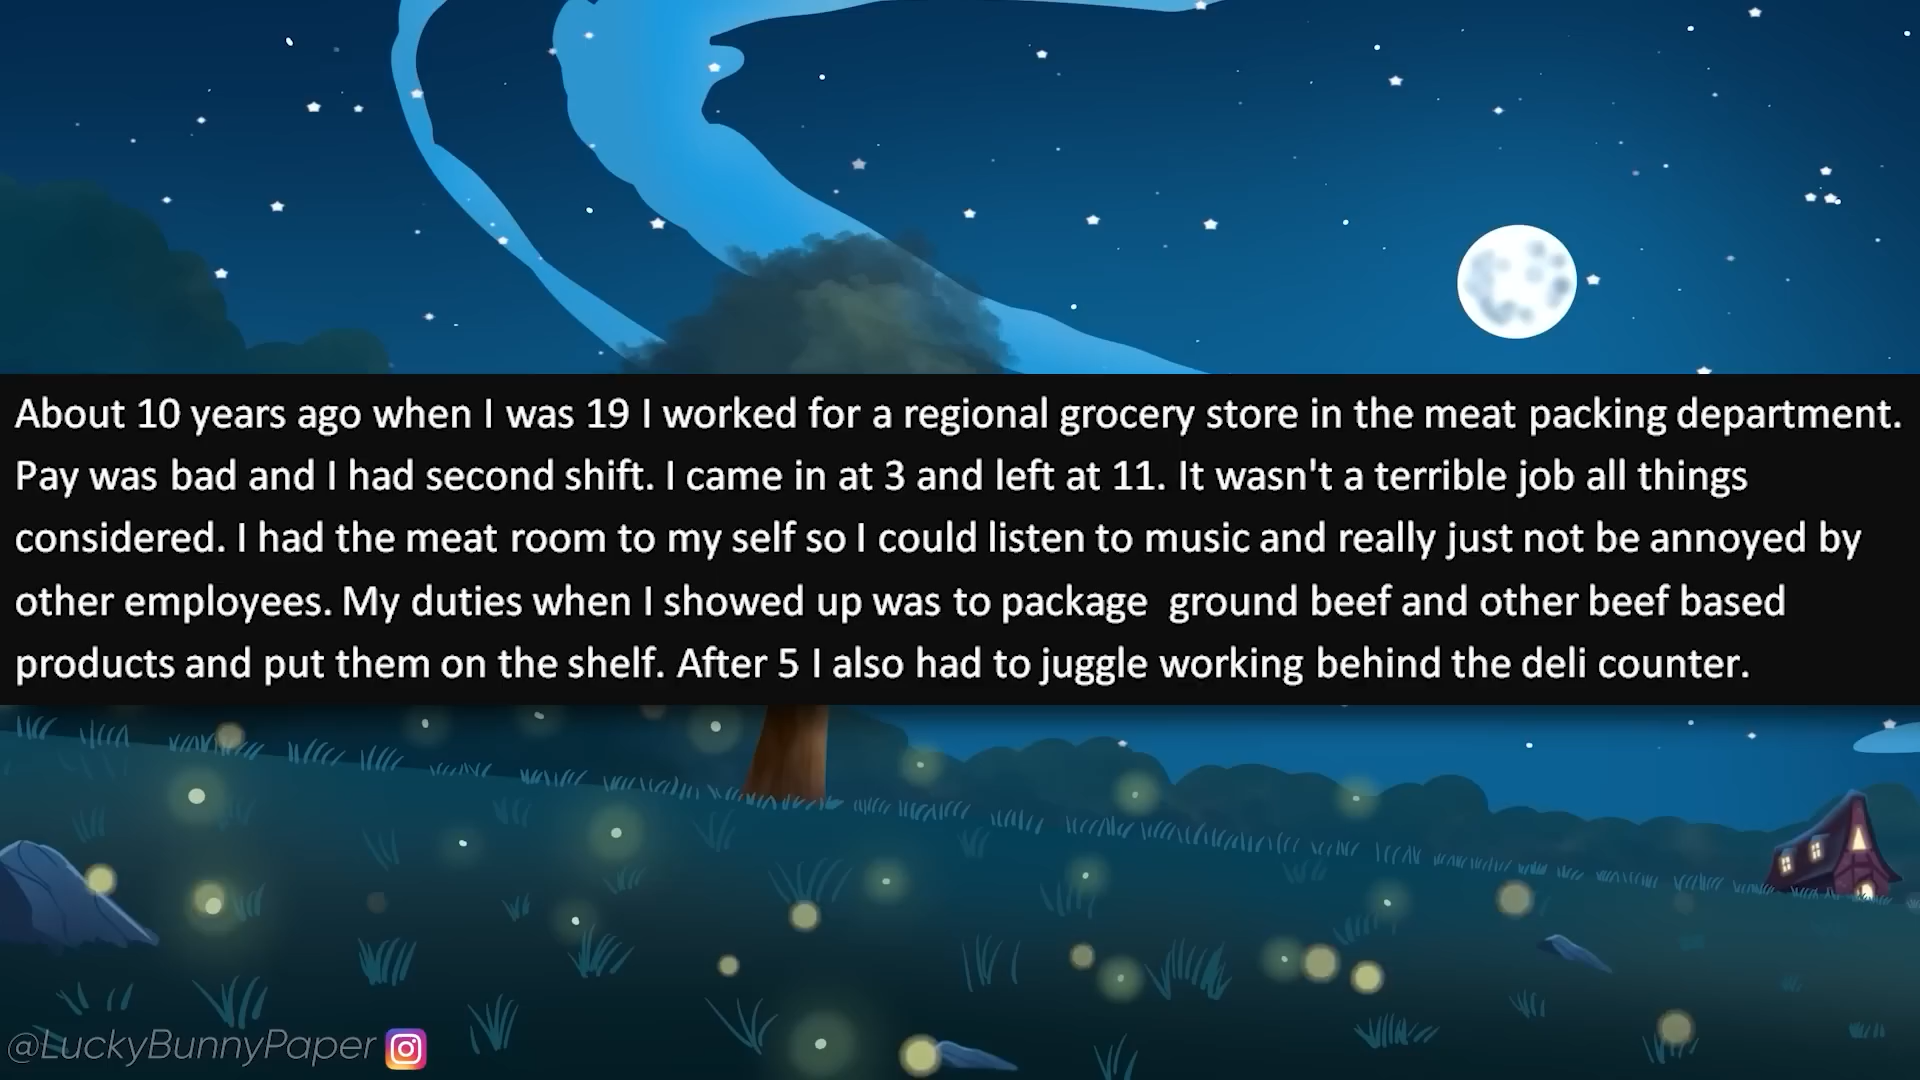 About 10 years ago when I was 19 I worked for a regional grocery store in the meat packing department.
Pay was bad and I had second shift. I came in at 3 and left at 11. It wasn't a terrible job all things
considered. I had the meat room to my self so I could listen to music and really just not be annoyed by
other employees. My duties when I showed up was to package  ground beef and other beef based
products and put them on the shelf. After 5 I also had to juggle working behind the deli counter.
@LuckyBunnyPaper